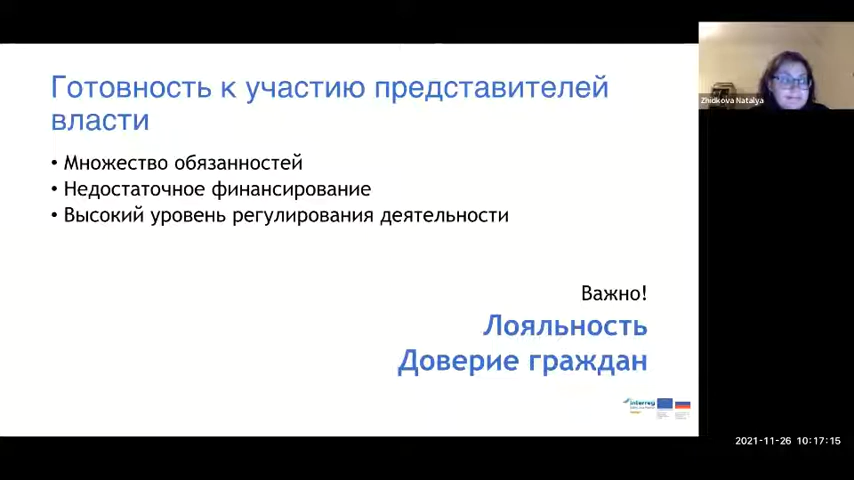 Готовность к участию представителей
власти
• Множество обязанностей
• Недостаточное финансирование
• Высокий уровень регулирования деятельности
Важно!
Лояльность
Доверие граждан
Interreg
Zhidkova Natalya
2021-11-26 10:17:15